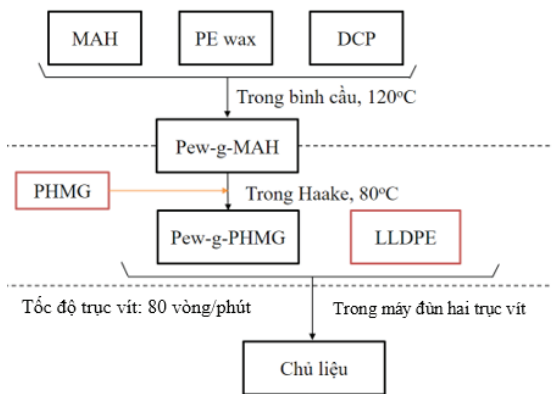 MAH
PE wax
DCP
Trong bình cầu, 120°C
Pew-g-MAH
PHMG
Trong Haake, 80°C
Pew-g-PHMG
LLDPE
Tốc độ trục vít: 80 vòng/phút
Trong máy đùn hai trục vít
Chủ liệu